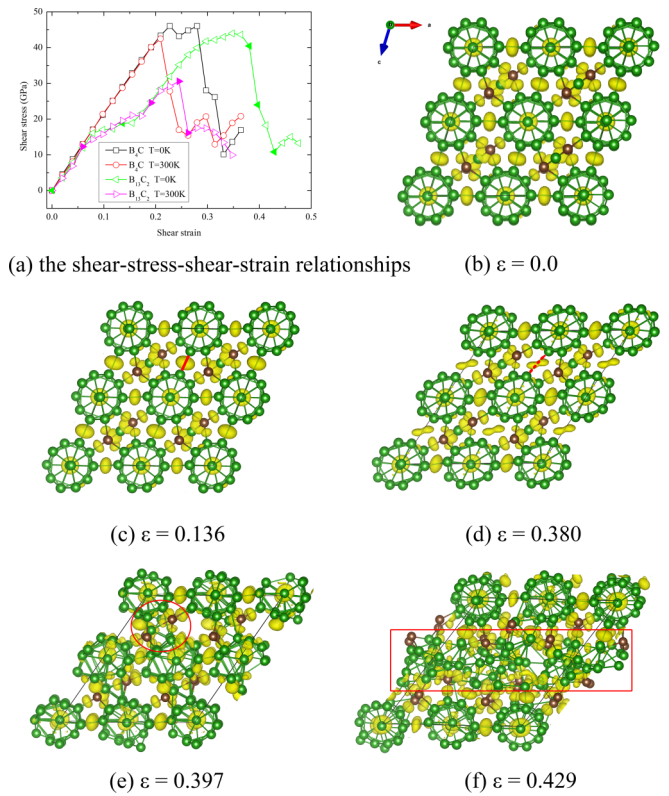 50
40
30
20
10
0
Shear stress (GPa)
B4C T=0K
B4C T=300K
B13C2 T=0K
B13C2 T=300K
0.0 0.1 0.2 0.3 0.4 0.5
Shear strain
b a
c
(a) the shear-stress-shear-strain relationships
(b) ε = 0.0
(c) ε = 0.136
(d) ε = 0.380
(e) ε = 0.397
(f) ε = 0.429